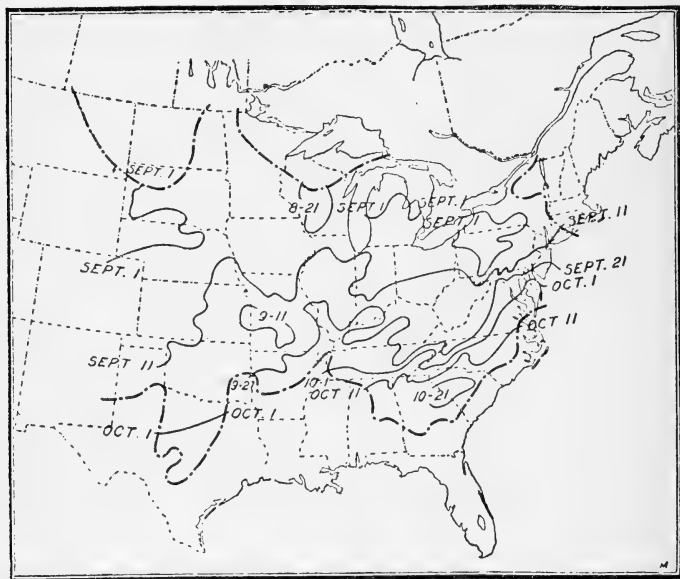 SEPT. 1
8-21
SEPT. 1
SEPT. 1
SEPT. 1
SEPT. 11
SEPT. 1
SEPT. 21
OCT. 1
9-11
OCT 11
SEPT 11
9-21
10-1
OCT 11
10-21
OCT. 1
OCT. 1
M